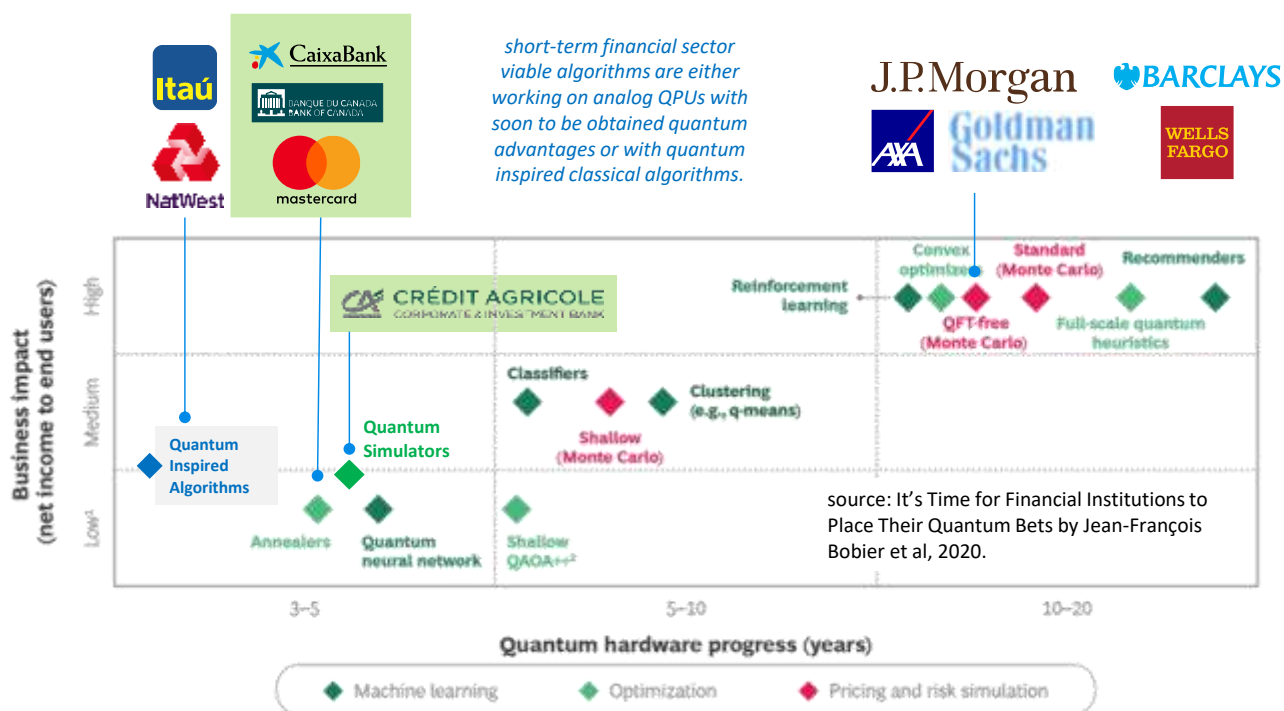 Itaú
NatWest
CaixaBank
BANQUE DU CANADA
BANK OF CANADA
mastercard
short-term financial sector
viable algorithms are either
working on analog QPUs with
soon to be obtained quantum
advantages or with quantum
inspired classical algorithms.
J.P.Morgan
BARCLAYS
AXA
Goldman
Sachs
WELLS
FARGO
Business impact
(net income to end users)
High
Medium
Low¹
CRÉDIT AGRICOLE
CORPORATE & INVESTMENT BANK
Reinforcement
learning
Convex
optimizers
Standard
(Monte Carlo)
Recommenders
QFT-free
(Monte Carlo)
Full-scale quantum
heuristics
Classifiers
Clustering
(e.g., q-means)
Shallow
(Monte Carlo)
Quantum
Inspired
Algorithms
Quantum
Simulators
Annealers
Quantum
neural network
Shallow
QAOA++²
source: It's Time for Financial Institutions to
Place Their Quantum Bets by Jean-François
Bobier et al, 2020.
3–5
5–10
10–20
Quantum hardware progress (years)
Machine learning
Optimization
Pricing and risk simulation